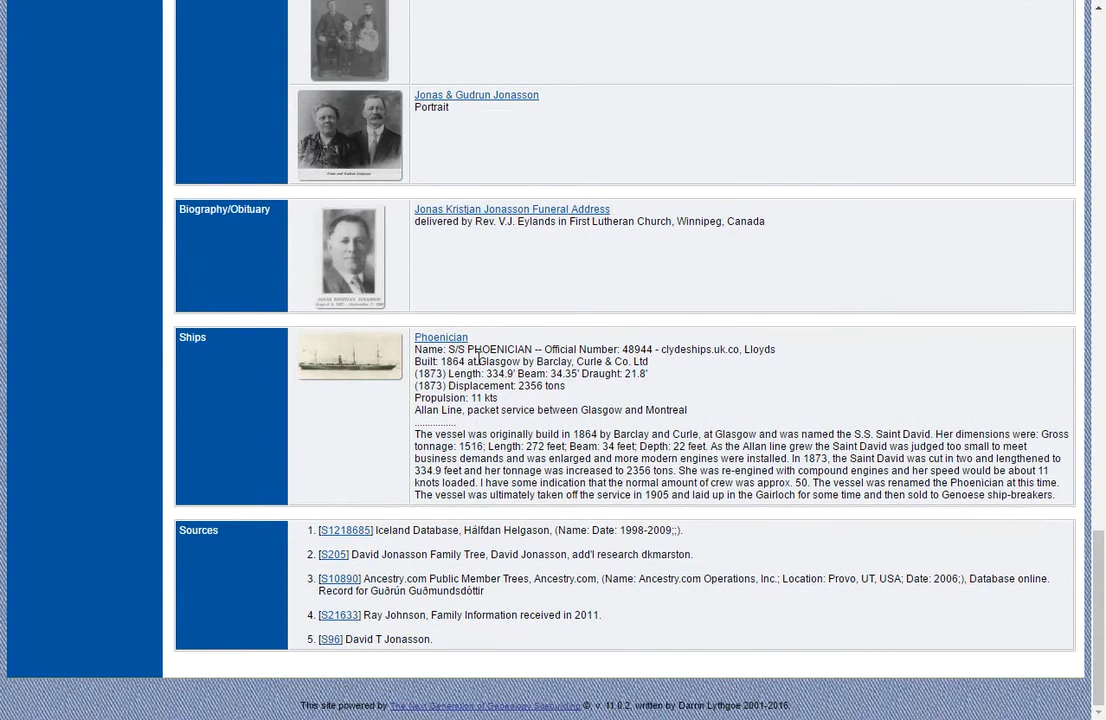 Jonas & Gudrun Jonasson
Portrait
Biography/Obituary
Jonas Kristjan Jonasson Funeral Address
delivered by Rev. V.J. Eylands in First Lutheran Church, Winnipeg, Canada
JONAS KRISTJAN JONASSON
Ships
Phoenician
Name: S/S PHOENICIAN -- Official Number: 48944 - clydeships.uk.co, Lloyds
Built: 1864 at Glasgow by Barclay, Curle & Co. Ltd
(1873) Length: 334.9' Beam: 34.35' Draught: 21.8'
(1873) Displacement: 2356 tons
Propulsion: 11 kts
Allan Line, packet service between Glasgow and Montreal
................
The vessel was originally build in 1864 by Barclay and Curle, at Glasgow and was named the S.S. Saint David. Her dimensions were: Gross
tonnage: 1516; Length: 272 feet; Beam: 34 feet; Depth: 22 feet. As the Allan line grew the Saint David was judged too small to meet
business demands and was enlarged and more modern engines were installed. In 1873, the Saint David was cut in two and lengthened to
334.9 feet and her tonnage was increased to 2356 tons. She was re-engined with compound engines and her speed would be about 11
knots loaded. I have some indication that the normal amount of crew was approx. 50. The vessel was renamed the Phoenician at this time.
The vessel was ultimately taken off the service in 1905 and laid up in the Gairloch for some time and then sold to Genoese ship-breakers.
Sources
1. [S1218685] Iceland Database, Hálfdan Helgason, (Name: Date: 1998-2009;;).
2. [S205] David Jonasson Family Tree, David Jonasson, add'l research dkmarston.
3. [S10890] Ancestry.com Public Member Trees, Ancestry.com, (Name: Ancestry.com Operations, Inc.; Location: Provo, UT, USA; Date: 2006;), Database online.
Record for Guðrún Guðmundsdóttir
4. [S21633] Ray Johnson, Family Information received in 2011.
5. [S96] David T Jonasson.
This site powered by The Next Generation of Genealogy Sitebuilding ©, v. 11.0.2, written by Darrin Lythgoe 2001-2016.